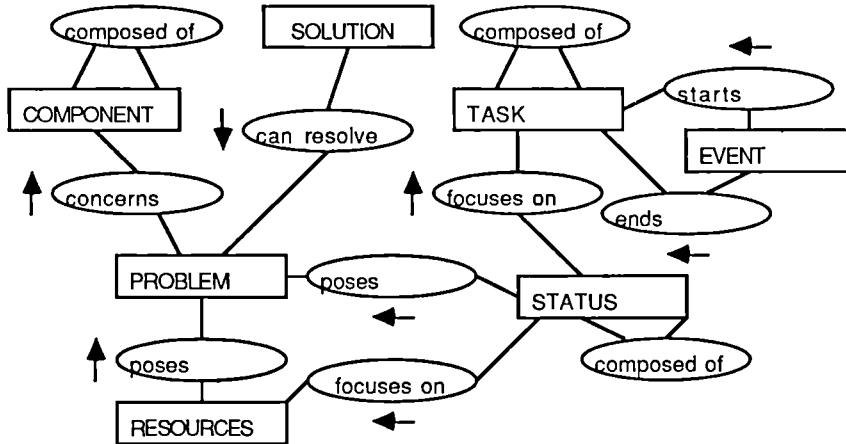 composed of
SOLUTION
composed of
COMPONENT
TASK
starts
can resolve
EVENT
concerns
focuses on
ends
PROBLEM
poses
STATUS
poses
focuses on
composed of
RESOURCES